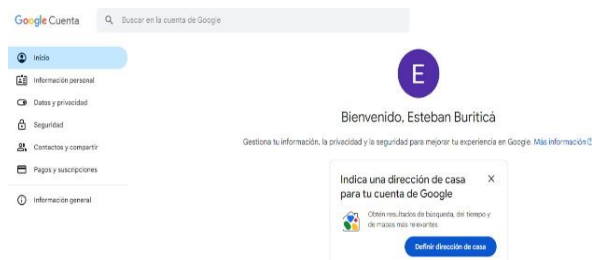 Google Cuenta
Buscar en la cuenta de Google
Inicio
Información personal
Datos y privacidad
Seguridad
Contactos y compartir
Pagos y suscripciones
Información general
E
Bienvenido, Esteban Buriticá
Gestiona tu información, la privacidad y la seguridad para mejorar tu experiencia en Google. Más información
Indica una dirección de casa
para tu cuenta de Google
Obtén resultados de búsqueda, del tiempo y
de mapas más relevantes
Definir dirección de casa